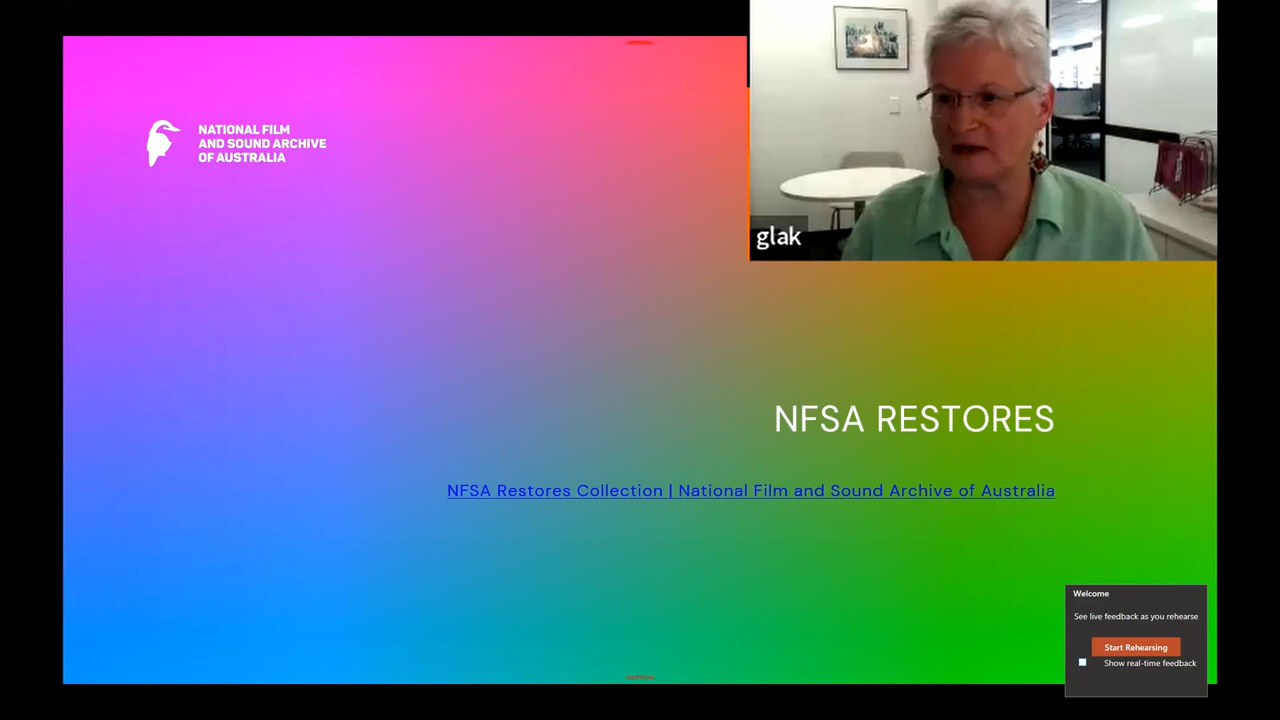 NATIONAL FILM
AND SOUND ARCHIVE
OF AUSTRALIA
glak
NFSA RESTORES
NFSA Restores Collection | National Film and Sound Archive of Australia
Welcome
See live feedback as you rehearse
Start Rehearsing
Show real-time feedback